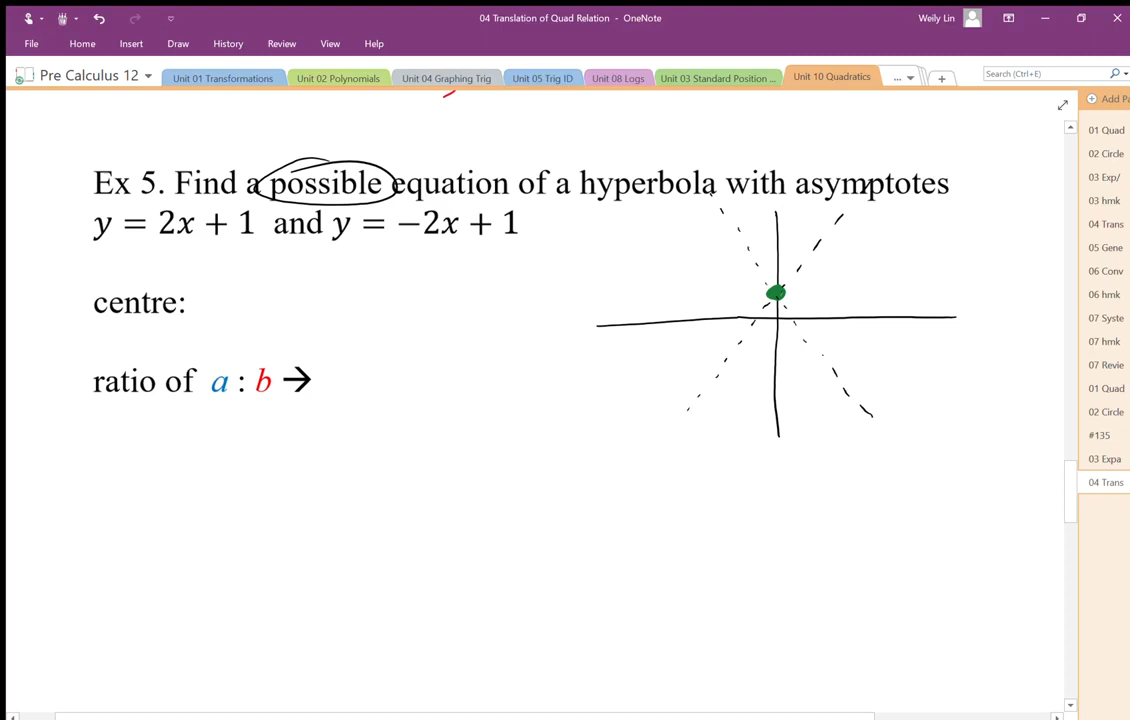 04 Translation of Quad Relation - OneNote
Weily Lin
File Home Insert Draw History Review View Help
Pre Calculus 12
Unit 01 Transformations Unit 02 Polynomials Unit 04 Graphing Trig Unit 05 Trig ID Unit 08 Logs Unit 03 Standard Position ... Unit 10 Quadratics ... +
Search (Ctrl+E)
Add Pa
Ex 5. Find a possible equation of a hyperbola with asymptotes
y = 2x + 1 and y = −2x + 1
centre:
ratio of a : b →
01 Quad
02 Circle
03 Exp/
03 hmk
04 Trans
05 Gene
06 Conv
06 hmk
07 Syste
07 hmk
07 Revie
01 Quad
02 Circle
#135
03 Expa
04 Trans